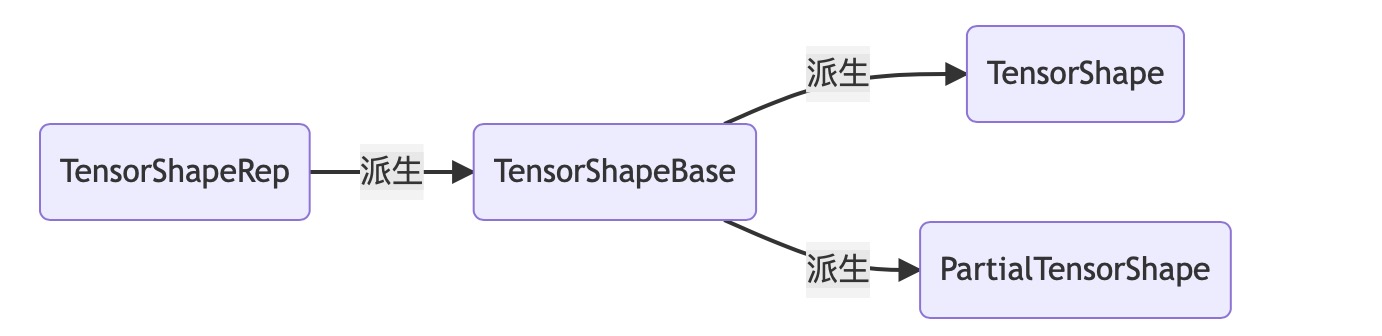 派生
TensorShape
TensorShapeRep
派生
TensorShapeBase
派生
PartialTensorShape